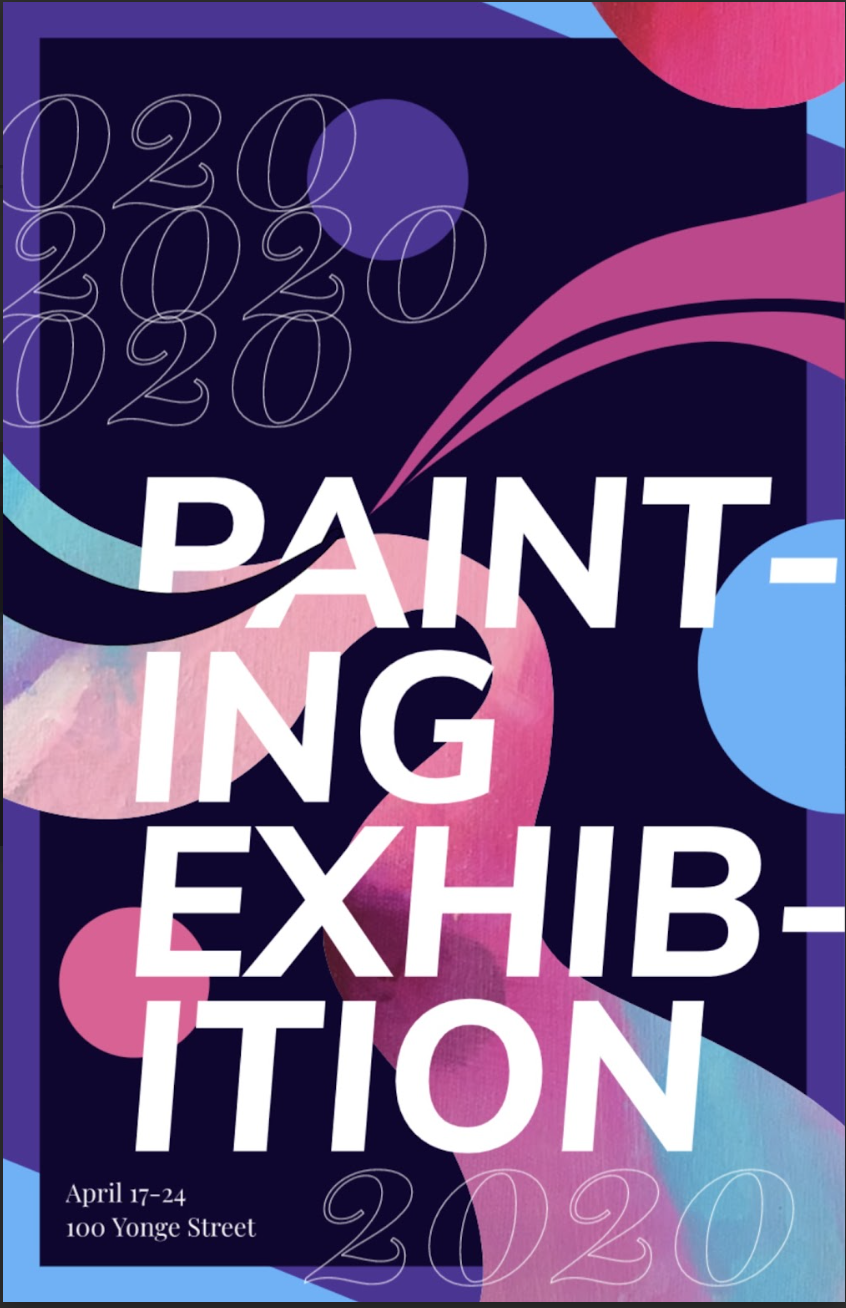 020
2020
020
PAINT-
ING
EXHIB-
ITION
April 17-24
100 Yonge Street
2020